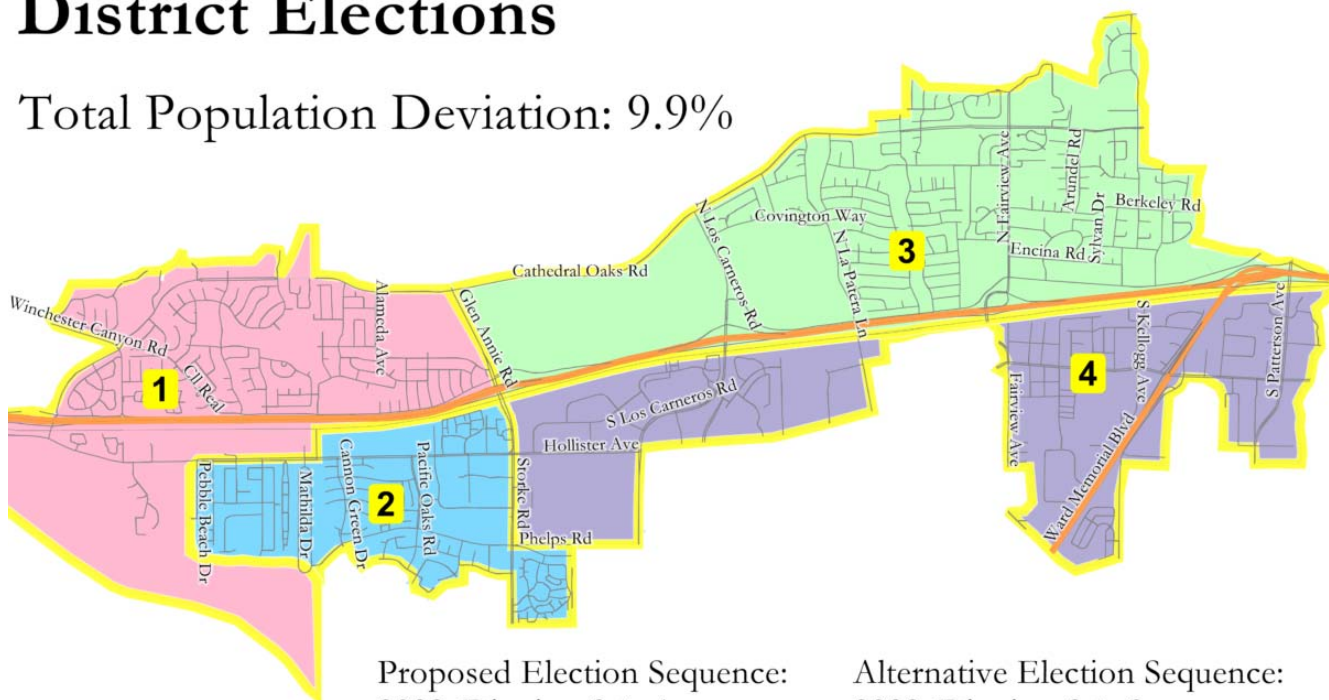 District Elections
Total Population Deviation: 9.9%
N Fairview Ave
Arundel Rd
Sylvan Dr
Berkeley Rd
N Los Carneros Rd
Covington Way
N La Patera Ln
3
Encina Rd
Cathedral Oaks Rd
Winchester Canyon Rd
Alameda Ave
Glen Annie Rd
1
Cll Real
S Los Carneros Rd
Hollister Ave
Fairview Ave
4
S Kellogg Ave
S Patterson Ave
Ward Memorial Blvd
Pebble Beach Dr
Mathilda Dr
Cannon Green Dr
2
Pacific Oaks Rd
Storke Rd
Phelps Rd
Proposed Election Sequence:
Alternative Election Sequence: